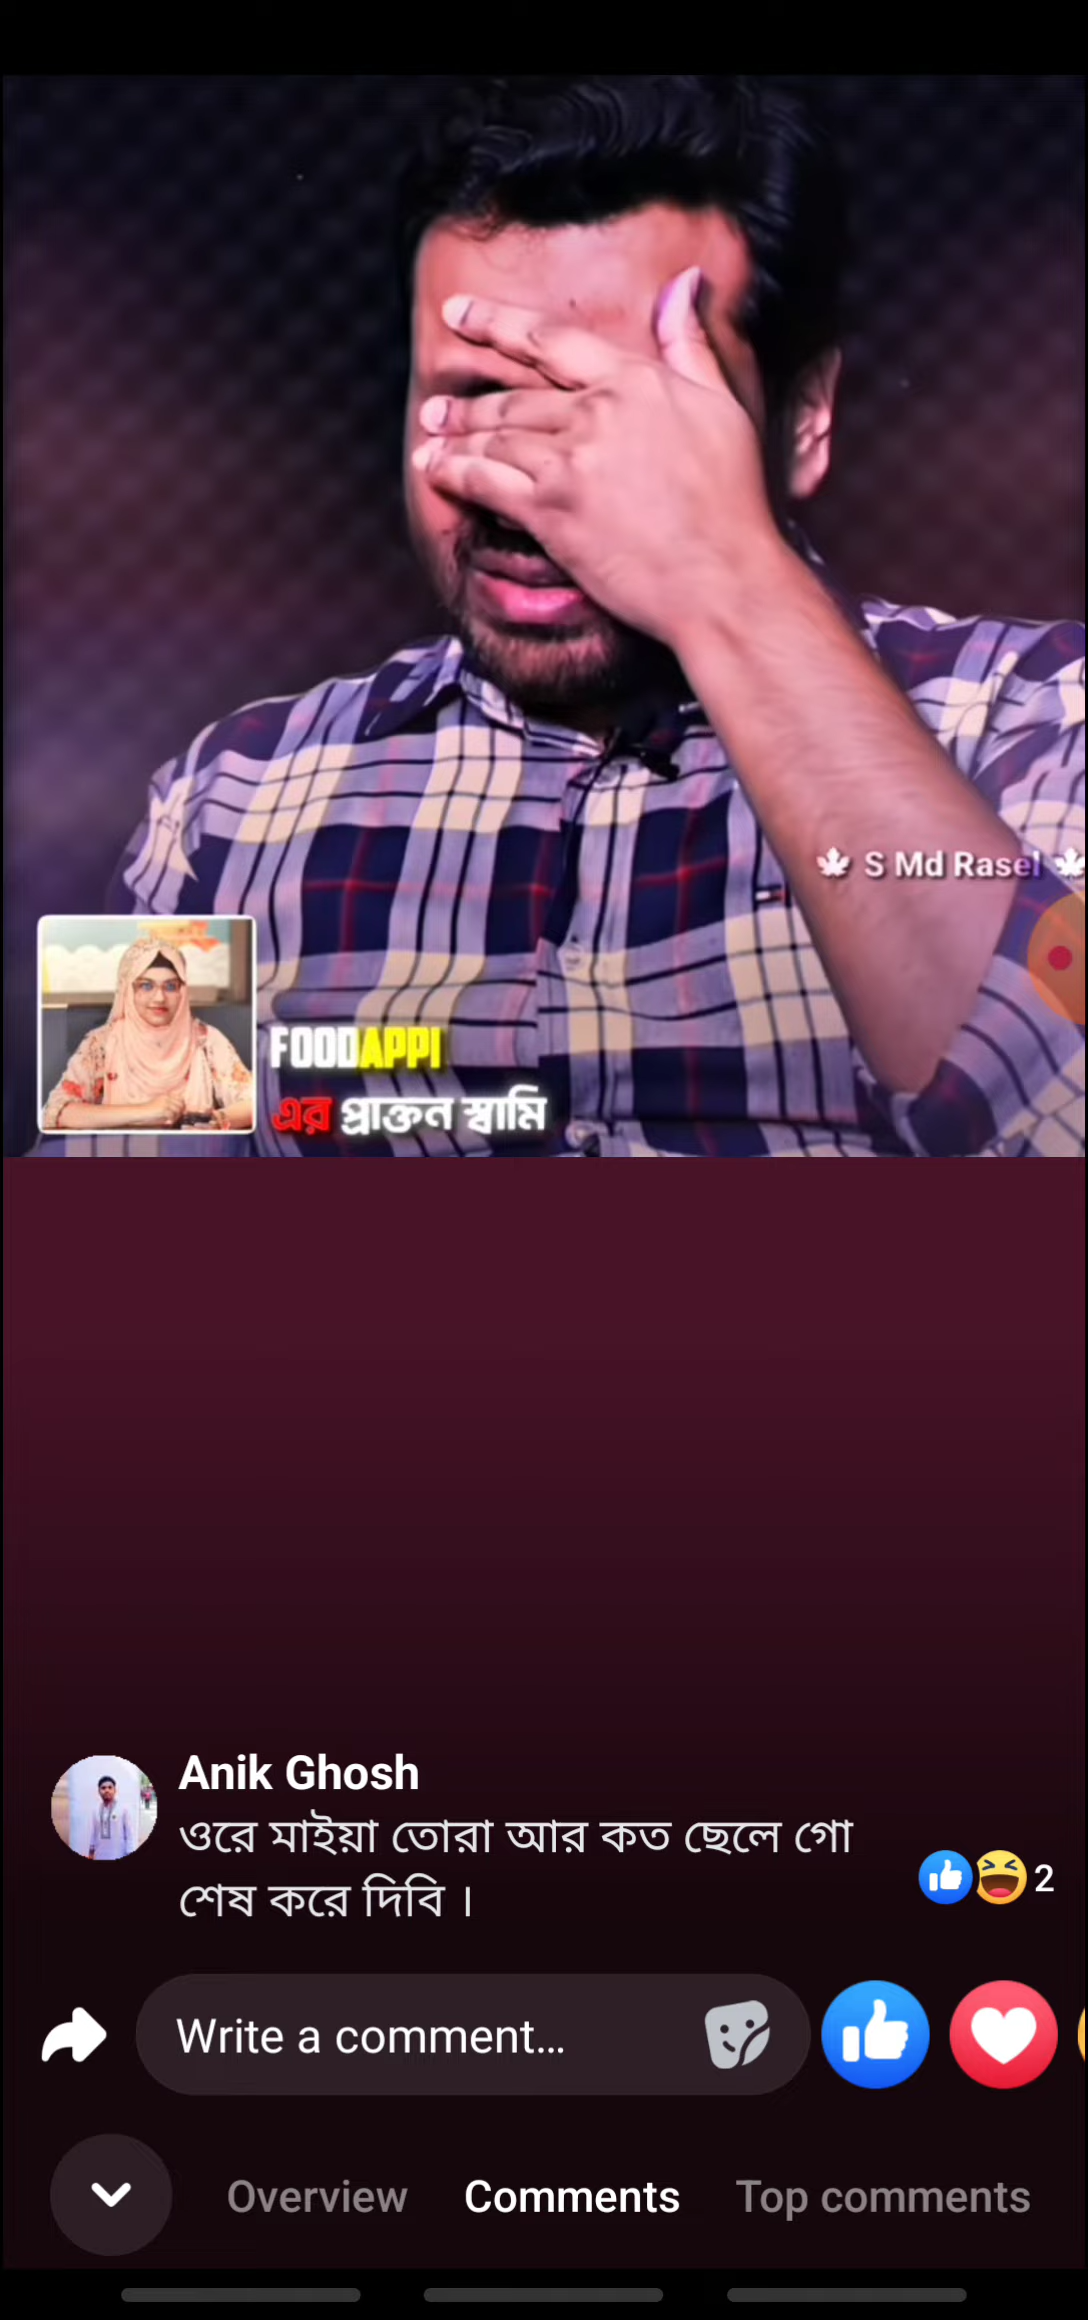 S Md Rasel
FOODAPPI
এর প্রাক্তন স্বামি
Anik Ghosh
ওরে মাইয়া তোরা আর কত ছেলে গো
শেষ করে দিবি ।
2
Write a comment...
Overview Comments Top comments